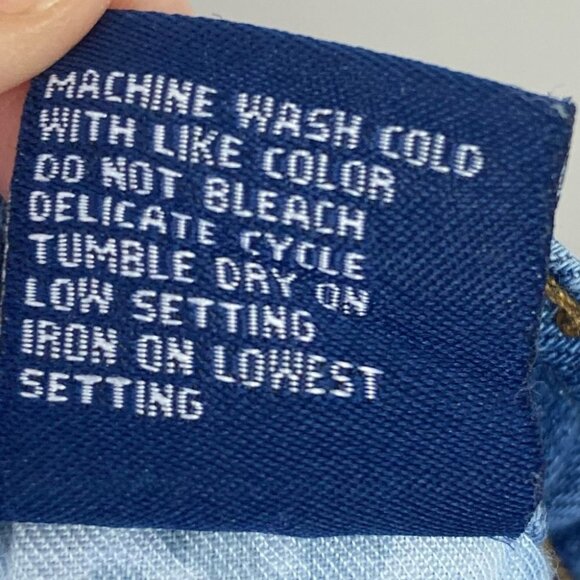 MACHINE WASH COLD
WITH LIKE COLOR
DO NOT BLEACH
DELICATE CYCLE
TUMBLE DRY ON
LOW SETTING
IRON ON LOWEST
SETTING